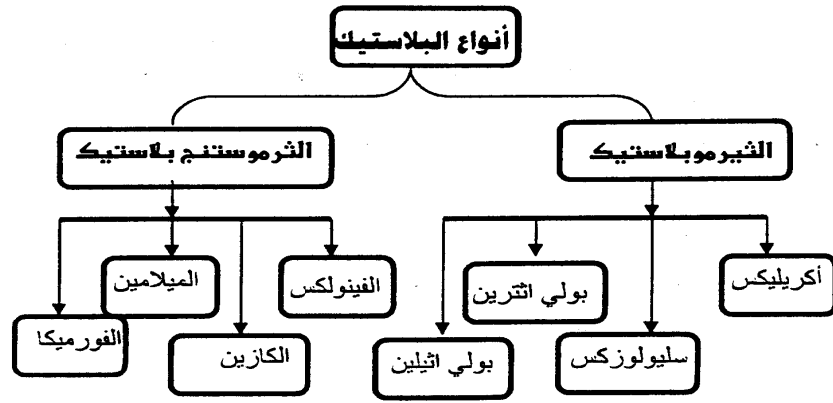 أنواع البلاستيك
الثيرموبلاستيك
الثرموستنج بلاستيك
أكريليكس
سليولوزكس
بولي اثترين
بولي اثيلين
الفينولكس
الكازين
الميلامين
الفورميكا